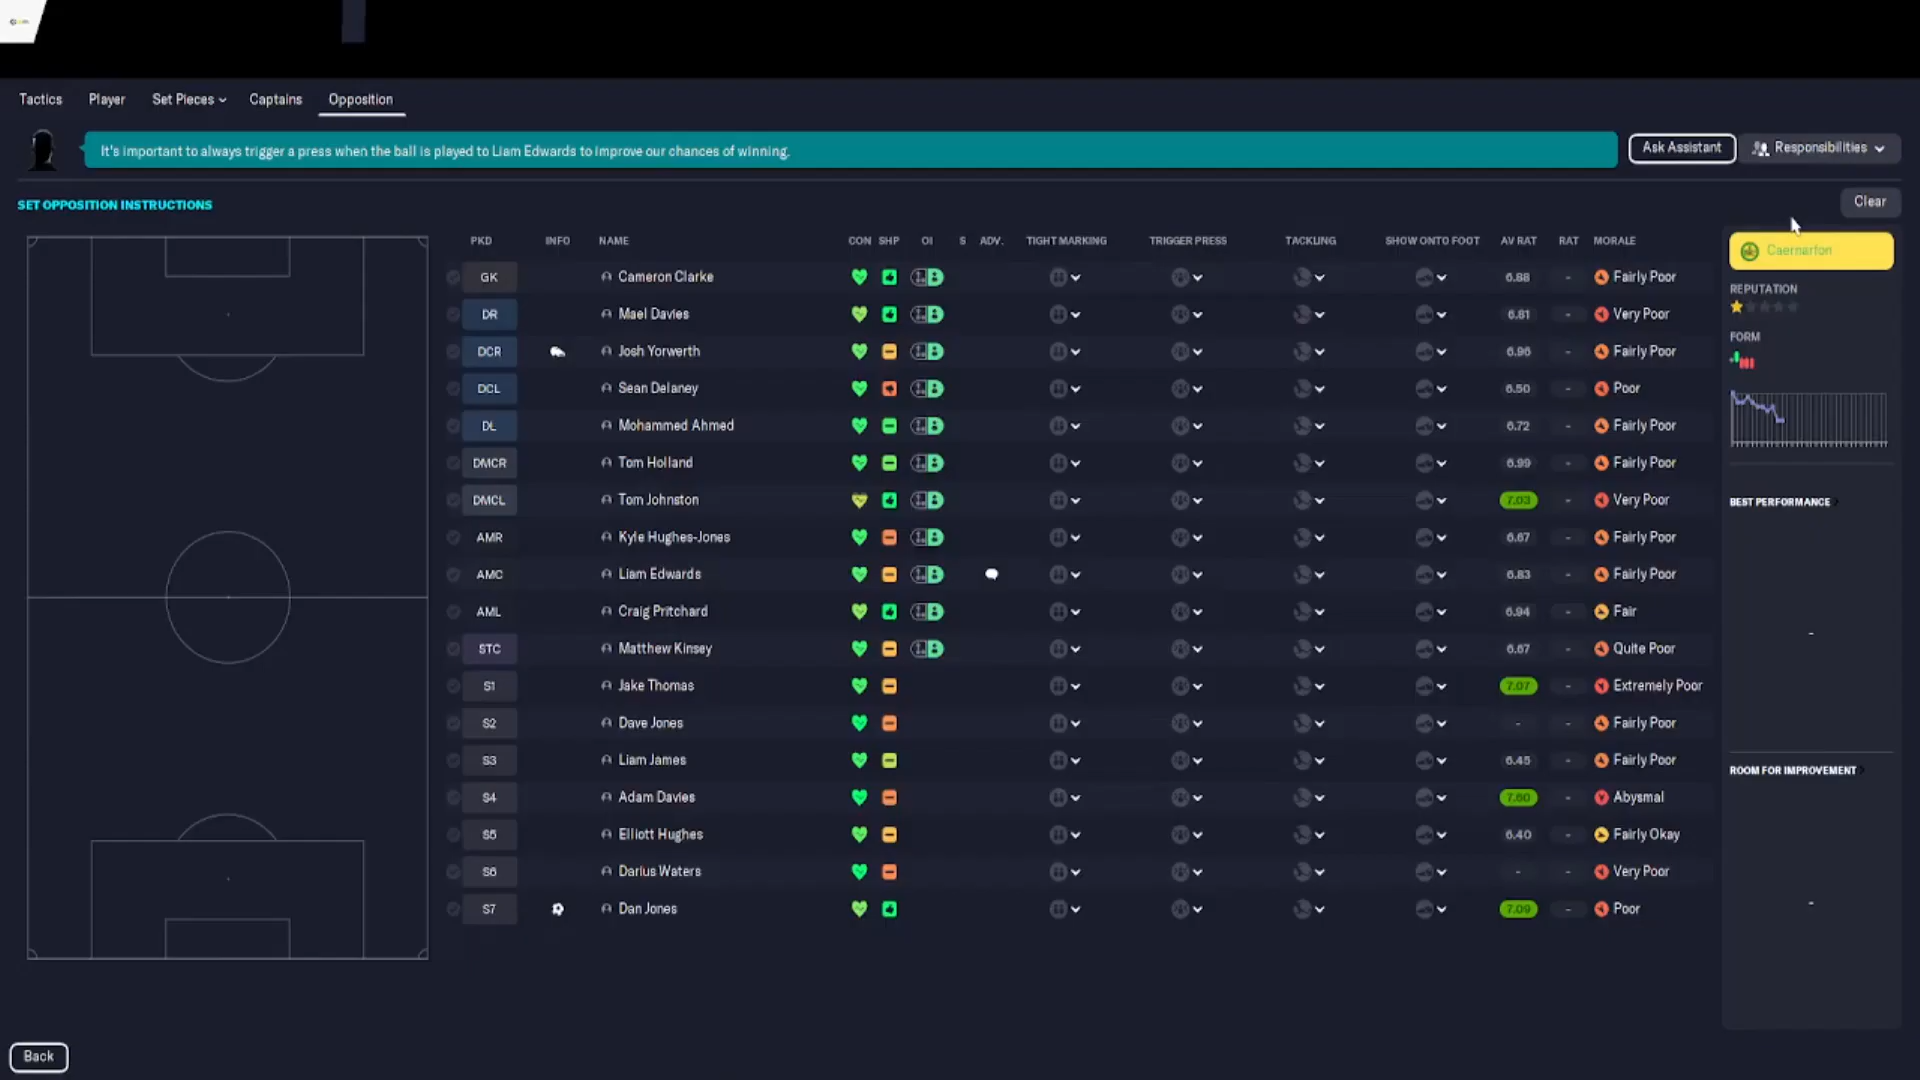 Tactics Player Set Pieces Captains Opposition
It's important to always trigger a press when the ball is played to Liam Edwards to improve our chances of winning.
Ask Assistant Responsibilities
SET OPPOSITION INSTRUCTIONS
Clear
PKD INFO NAME CON SHP OI S ADV. TIGHT MARKING TRIGGER PRESS TACKLING SHOW ONTO FOOT AV RAT RAT MORALE
GK Cameron Clarke 6.88 - Fairly Poor
DR Mael Davies 6.81 - Very Poor
DCR Josh Yorwerth 6.96 - Fairly Poor
DCL Sean Delaney 6.50 - Poor
DL Mohammed Ahmed 6.72 - Fairly Poor
DMCR Tom Holland 6.99 - Fairly Poor
DMCL Tom Johnston 7.03 - Very Poor
AMR Kyle Hughes-Jones 6.67 - Fairly Poor
AMC Liam Edwards 6.83 - Fairly Poor
AML Craig Pritchard 6.94 - Fair
STC Matthew Kinsey 6.67 - Quite Poor
S1 Jake Thomas 7.07 - Extremely Poor
S2 Dave Jones - - Fairly Poor
S3 Liam James 6.45 - Fairly Poor
S4 Adam Davies 7.60 - Abysmal
S5 Elliott Hughes 6.40 - Fairly Okay
S6 Darius Waters - - Very Poor
S7 Dan Jones 7.09 - Poor
Caernarfon
REPUTATION
FORM
BEST PERFORMANCE
-
ROOM FOR IMPROVEMENT
-
Back